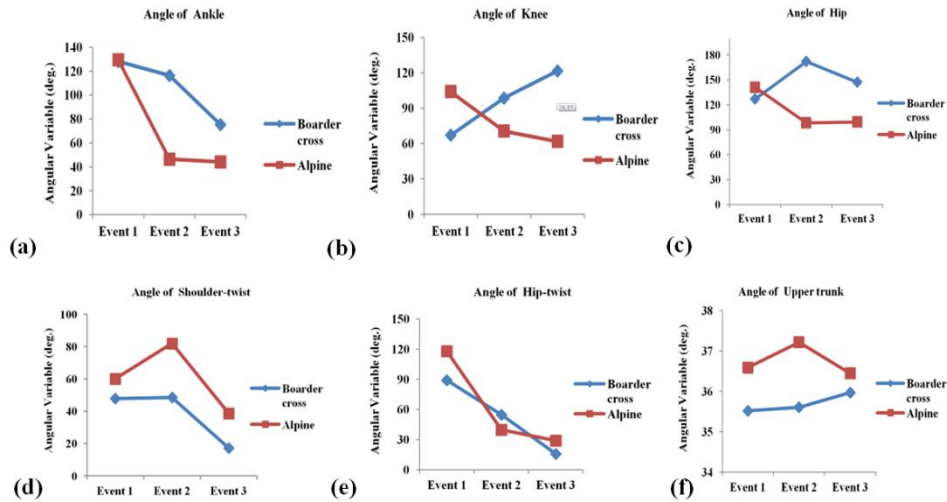 Angle of Ankle
Angular Variable (deg.)
140
120
100
80
60
40
20
0
Event 1 Event 2 Event 3
Boarder
cross
Alpine
(a)
Angle of Knee
Angular Variable (deg.)
150
120
90
60
30
0
Event 1 Event 2 Event 3
Boarder
cross
Alpine
(b)
Angle of Hip
Angular Variable (deg.)
180
150
120
90
60
30
0
Event 1 Event 2 Event 3
Boarder
cross
Alpine
(c)
Angle of Shoulder-twist
Angular Variable (deg.)
100
80
60
40
20
0
Event 1 Event 2 Event 3
Boarder
cross
Alpine
(d)
Angle of Hip-twist
Angular Variable (deg.)
150
120
90
60
30
0
Event 1 Event 2 Event 3
Boarder
cross
Alpine
(e)
Angle of Upper trunk
Angular Variable (deg.)
38
37
36
35
34
Event 1 Event 2 Event 3
Boarder
cross
Alpine
(f)